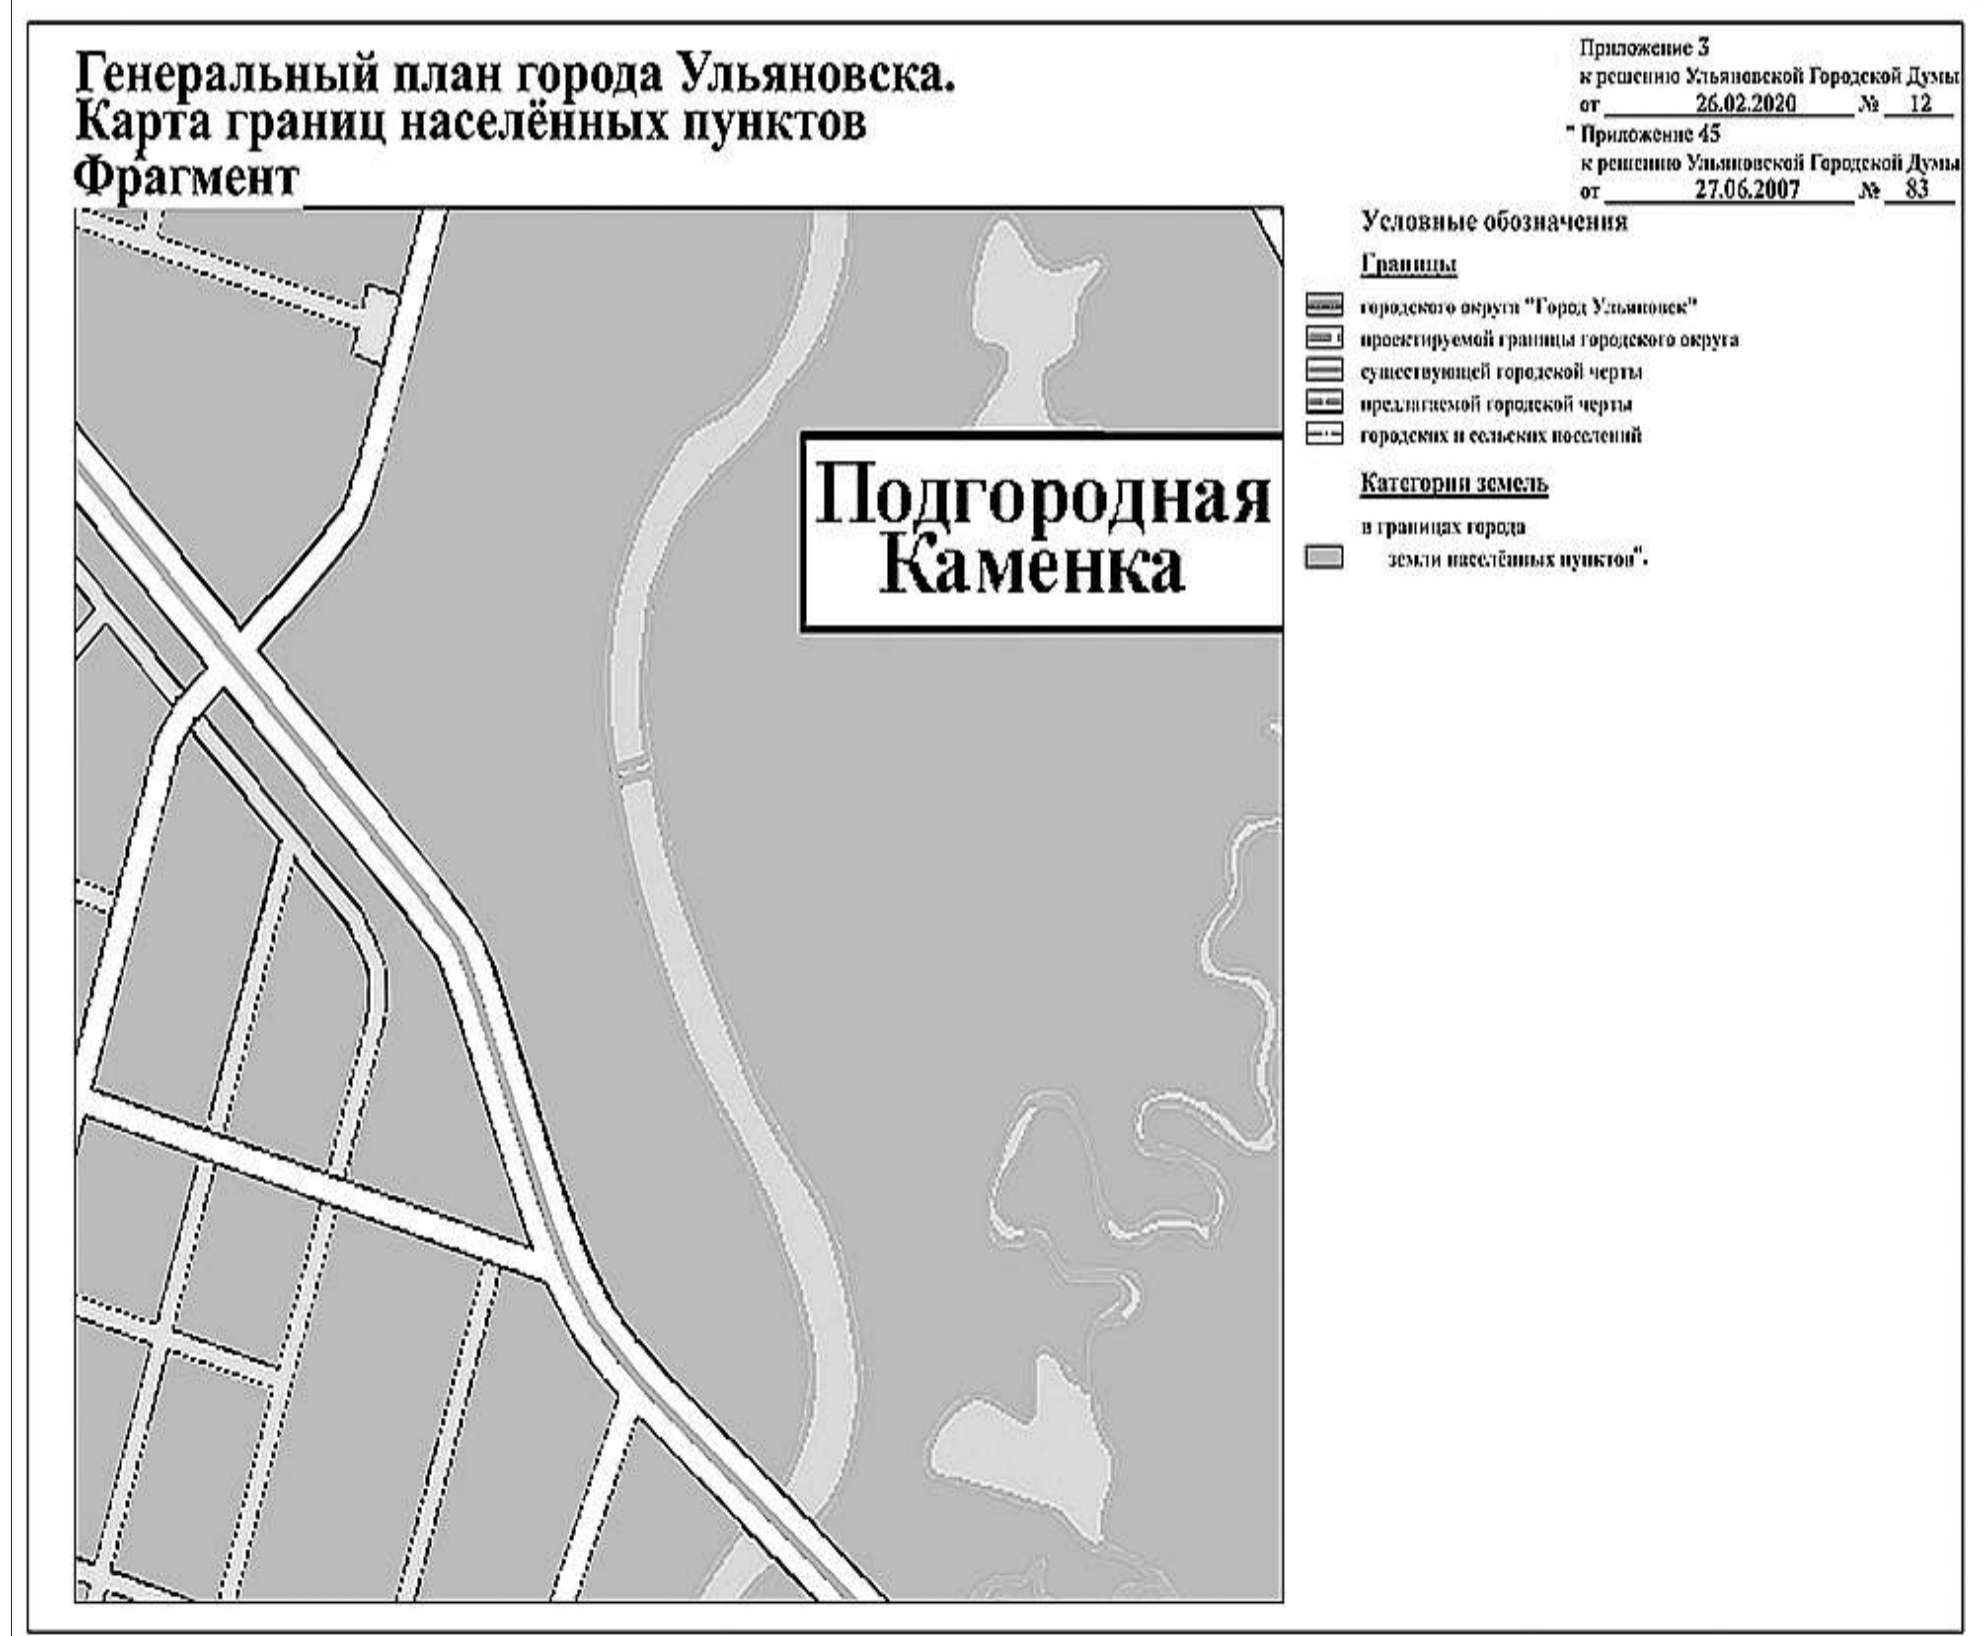 Генеральный план города Ульяновска.
Карта границ населённых пунктов
Фрагмент
Приложение 3
к решению Ульяновской Городской Думы
от 26.02.2020 № 12
" Приложение 45
к решению Ульяновской Городской Думы
от 27.06.2007 № 83
Условные обозначения
Границы
городского округа "Город Ульяновск"
проектируемой границы городского округа
существующей городской черты
предлагаемой городской черты
городских и сельских поселений
Категории земель
в границах города
земли населённых пунктов".
Подгородная
Каменка